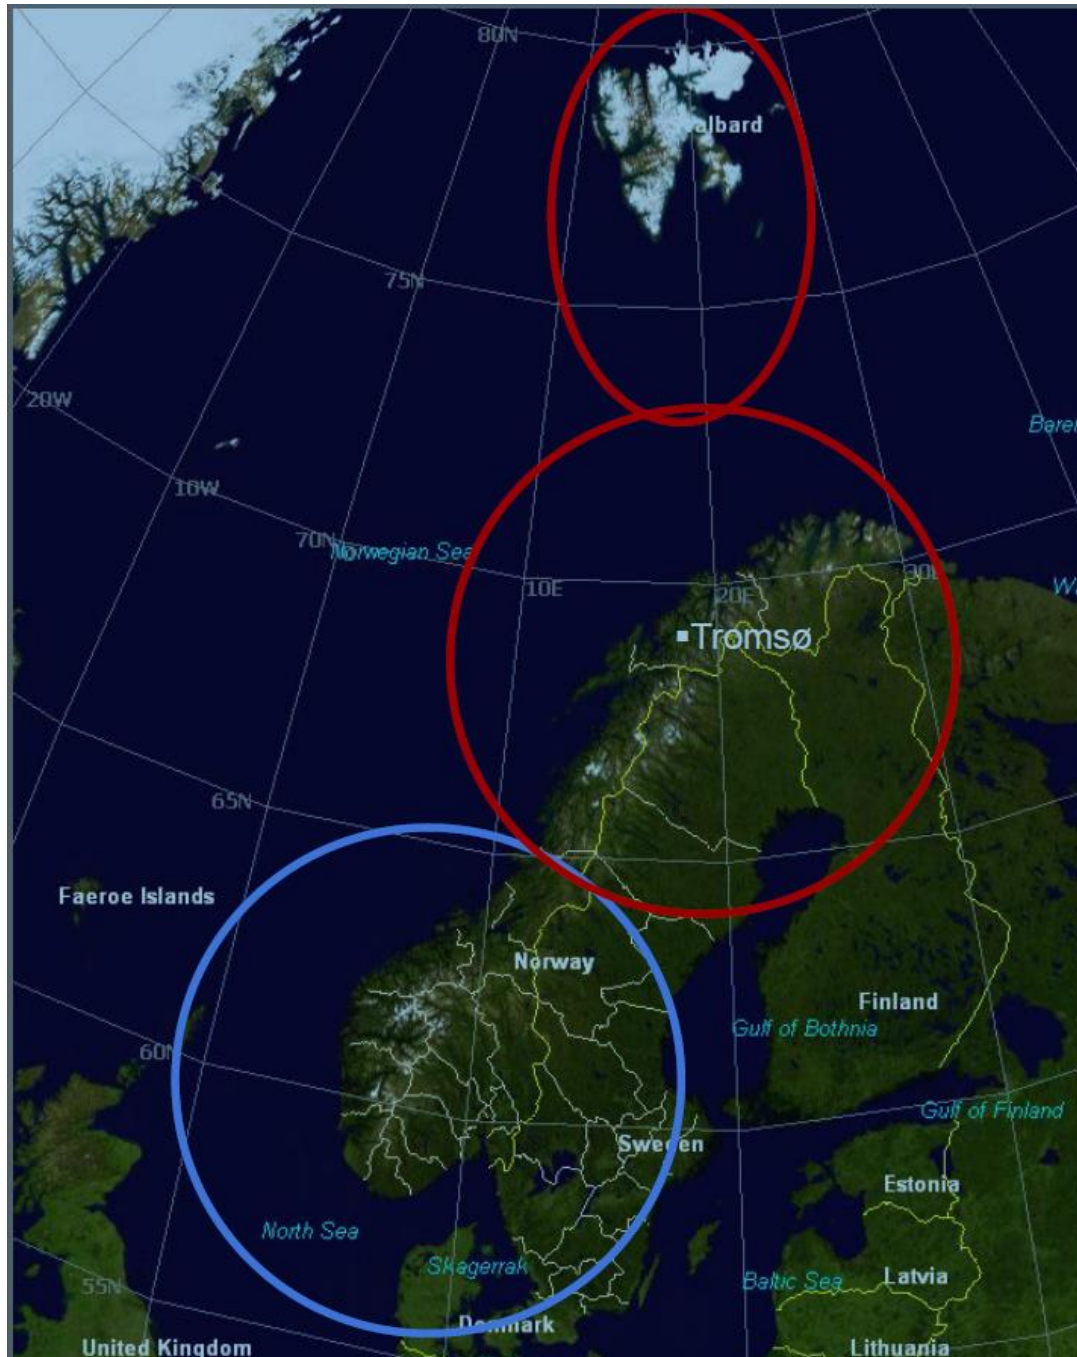 80N
albard
75N
20W
Barer
10W
70N
Norwegian Sea
10E
20E
30E
W
Tromsø
65N
Faeroe Islands
Norway
Finland
Gulf of Bothnia
60N
Gulf of Finland
Sweden
Estonia
North Sea
Skagerrak
Baltic Sea
Latvia
55N
Denmark
United Kingdom
Lithuania